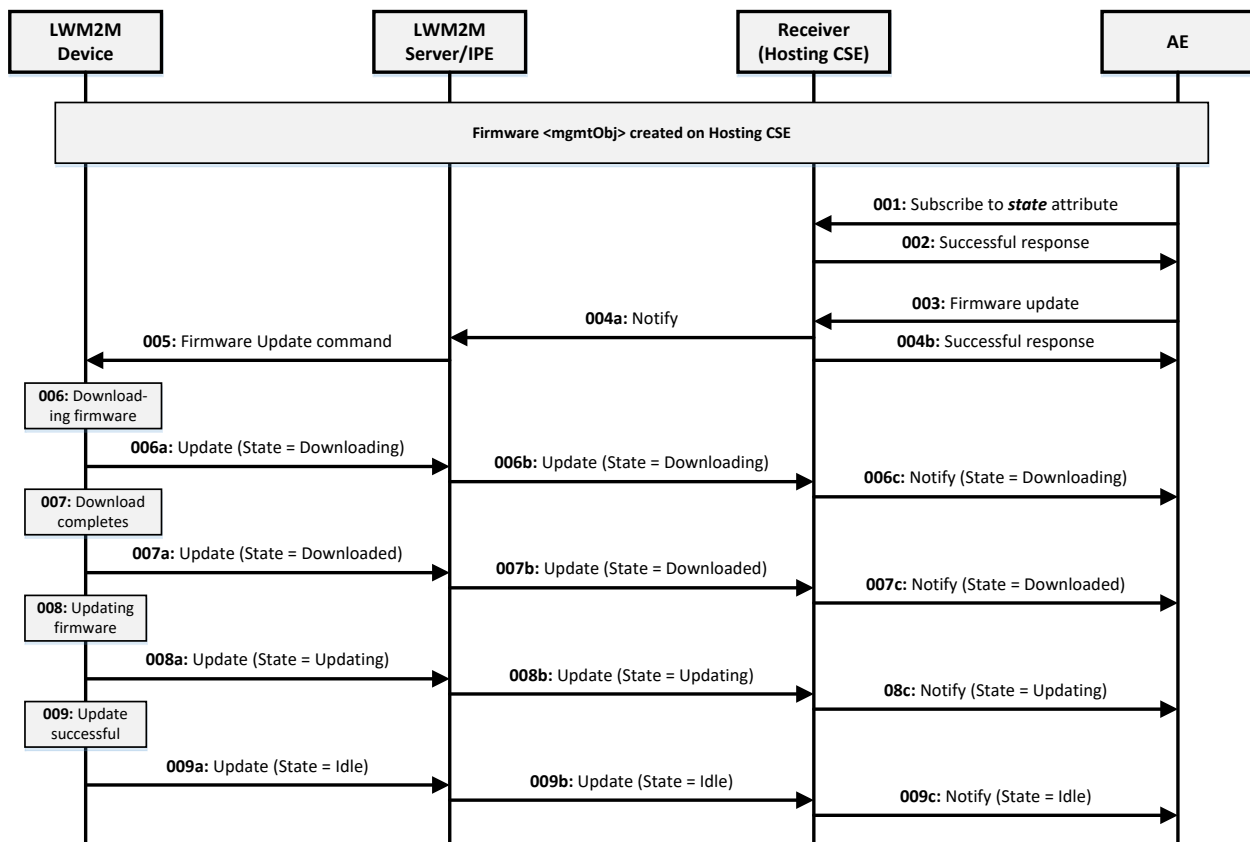 LWM2M
Device
LWM2M
Server/IPE
Receiver
(Hosting CSE)
AE
Firmware <mgmtObj> created on Hosting CSE
001: Subscribe to state attribute
002: Successful response
003: Firmware update
004a: Notify
005: Firmware Update command
004b: Successful response
006: Download-
ing firmware
006a: Update (State = Downloading)
006b: Update (State = Downloading)
006c: Notify (State = Downloading)
007: Download
completes
007a: Update (State = Downloaded)
007b: Update (State = Downloaded)
007c: Notify (State = Downloaded)
008: Updating
firmware
008a: Update (State = Updating)
008b: Update (State = Updating)
08c: Notify (State = Updating)
009: Update
successful
009a: Update (State = Idle)
009b: Update (State = Idle)
009c: Notify (State = Idle)